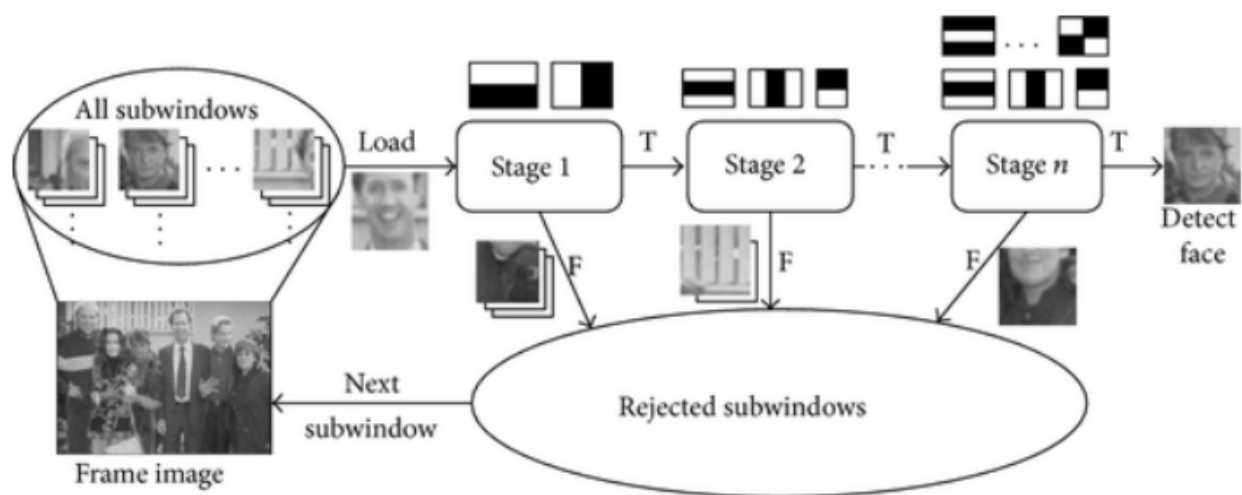 All subwindows
. . .
Load
Stage 1
T
Stage 2
T
. . .
Stage n
T
Detect
face
F
F
F
Rejected subwindows
Next
subwindow
Frame image